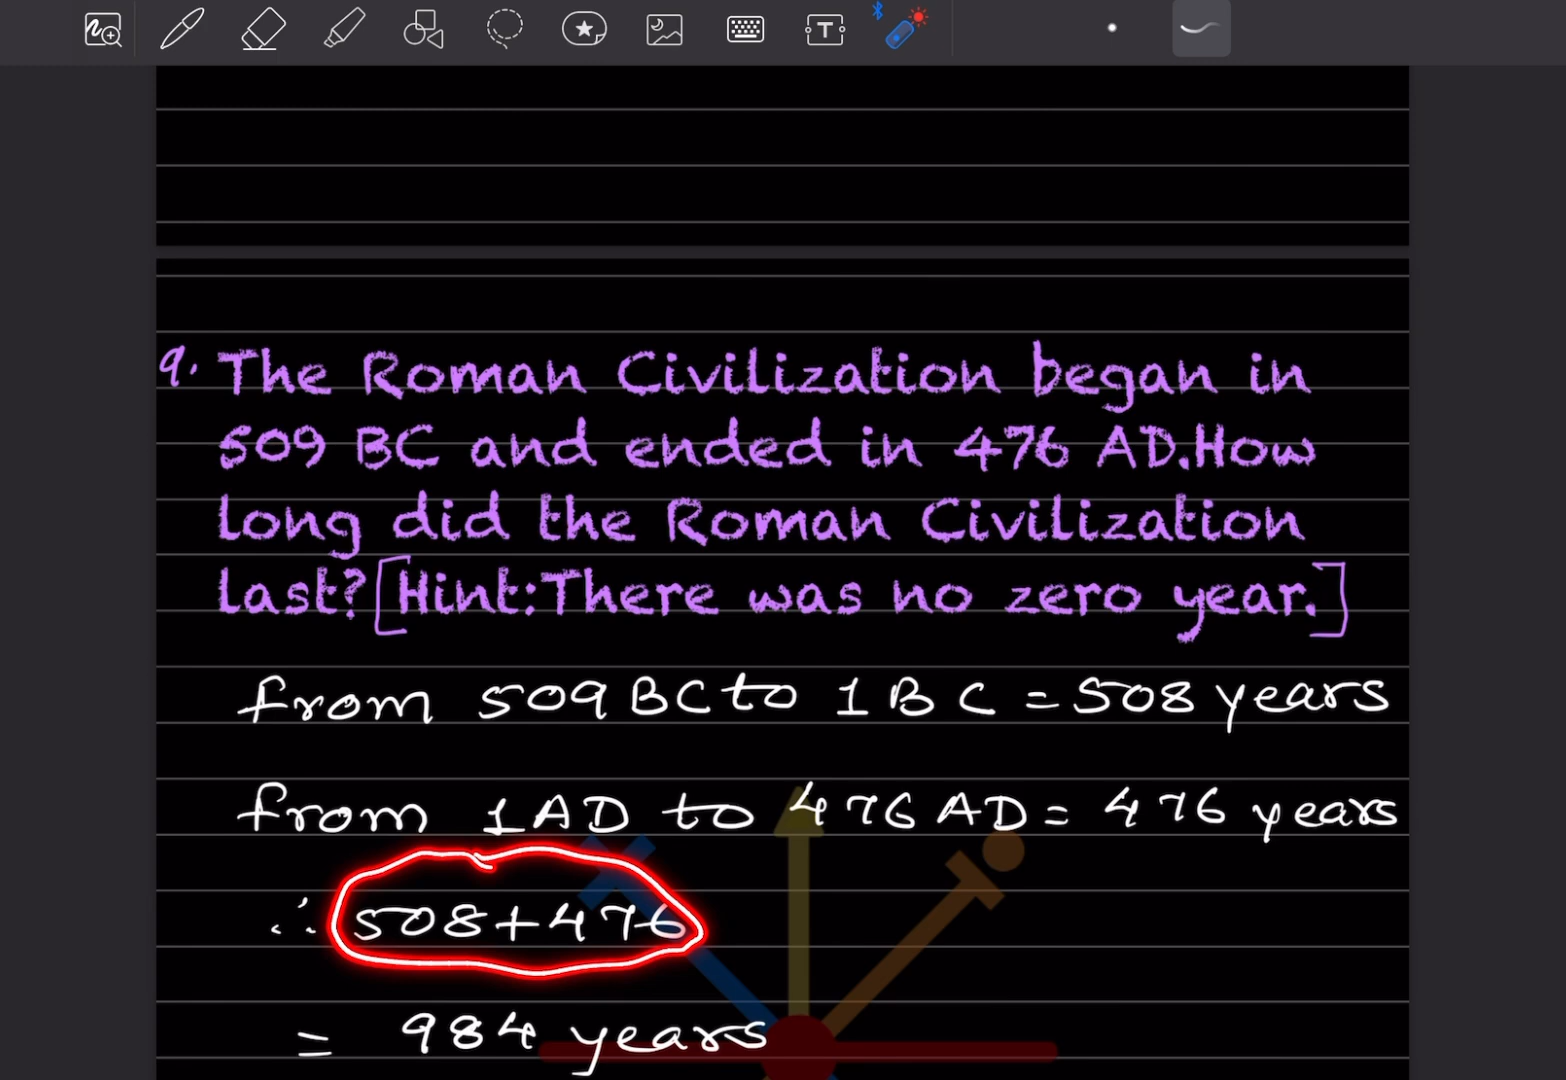 9. The Roman Civilization began in
509 BC and ended in 476 AD.How
long did the Roman Civilization
last?[Hint:There was no zero year.]
from 509 BC to 1 BC = 508 years
from 1 AD to 476 AD = 476 years
∴ 508+476
= 984 years